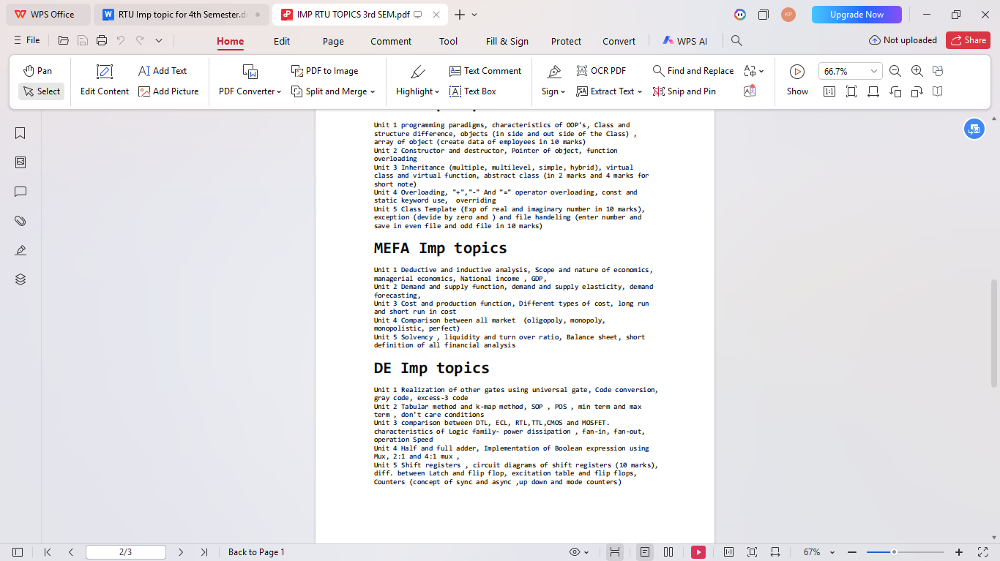 WPS Office
RTU Imp topic for 4th Semester.d
IMP RTU TOPICS 3rd SEM.pdf
KP
Upgrade Now
File
Home
Edit
Page
Comment
Tool
Fill & Sign
Protect
Convert
WPS AI
Not uploaded
Share
Pan
Select
Edit Content
Add Text
Add Picture
PDF Converter
PDF to Image
Split and Merge
Highlight
Text Comment
Text Box
Sign
OCR PDF
Extract Text
Find and Replace
Snip and Pin
Show
66.7%
Unit 1 programming paradigms, characteristics of OOP's, Class and
structure difference, objects (in side and out side of the Class) ,
array of object (create data of employees in 10 marks)
Unit 2 Constructor and destructor, Pointer of object, function
overloading
Unit 3 Inheritance (multiple, multilevel, simple, hybrid), virtual
class and virtual function, abstract class (in 2 marks and 4 marks for
short note)
Unit 4 Overloading, "+","-" And "=" operator overloading, const and
static keyword use,  overriding
Unit 5 Class Template (Exp of real and imaginary number in 10 marks),
exception (devide by zero and ) and file handeling (enter number and
save in even file and odd file in 10 marks)
MEFA Imp topics
Unit 1 Deductive and inductive analysis, Scope and nature of economics,
managerial economics, National income , GDP,
Unit 2 Demand and supply function, demand and supply elasticity, demand
forecasting,
Unit 3 Cost and production function, Different types of cost, long run
and short run in cost
Unit 4 Comparison between all market  (oligopoly, monopoly,
monopolistic, perfect)
Unit 5 Solvency , liquidity and turn over ratio, Balance sheet, short
definition of all financial analysis
DE Imp topics
Unit 1 Realization of other gates using universal gate, Code conversion,
gray code, excess-3 code
Unit 2 Tabular method and k-map method, SOP , POS , min term and max
term , don't care conditions
Unit 3 comparison between DTL, ECL, RTL,TTL,CMOS and MOSFET.
characteristics of Logic family- power dissipation , fan-in, fan-out,
operation Speed
Unit 4 Half and full adder, Implementation of Boolean expression using
Mux, 2:1 and 4:1 mux ,
Unit 5 Shift registers , circuit diagrams of shift registers (10 marks),
diff. between Latch and flip flop, excitation table and flip flops,
Counters (concept of sync and async ,up down and mode counters)
2/3
Back to Page 1
67%